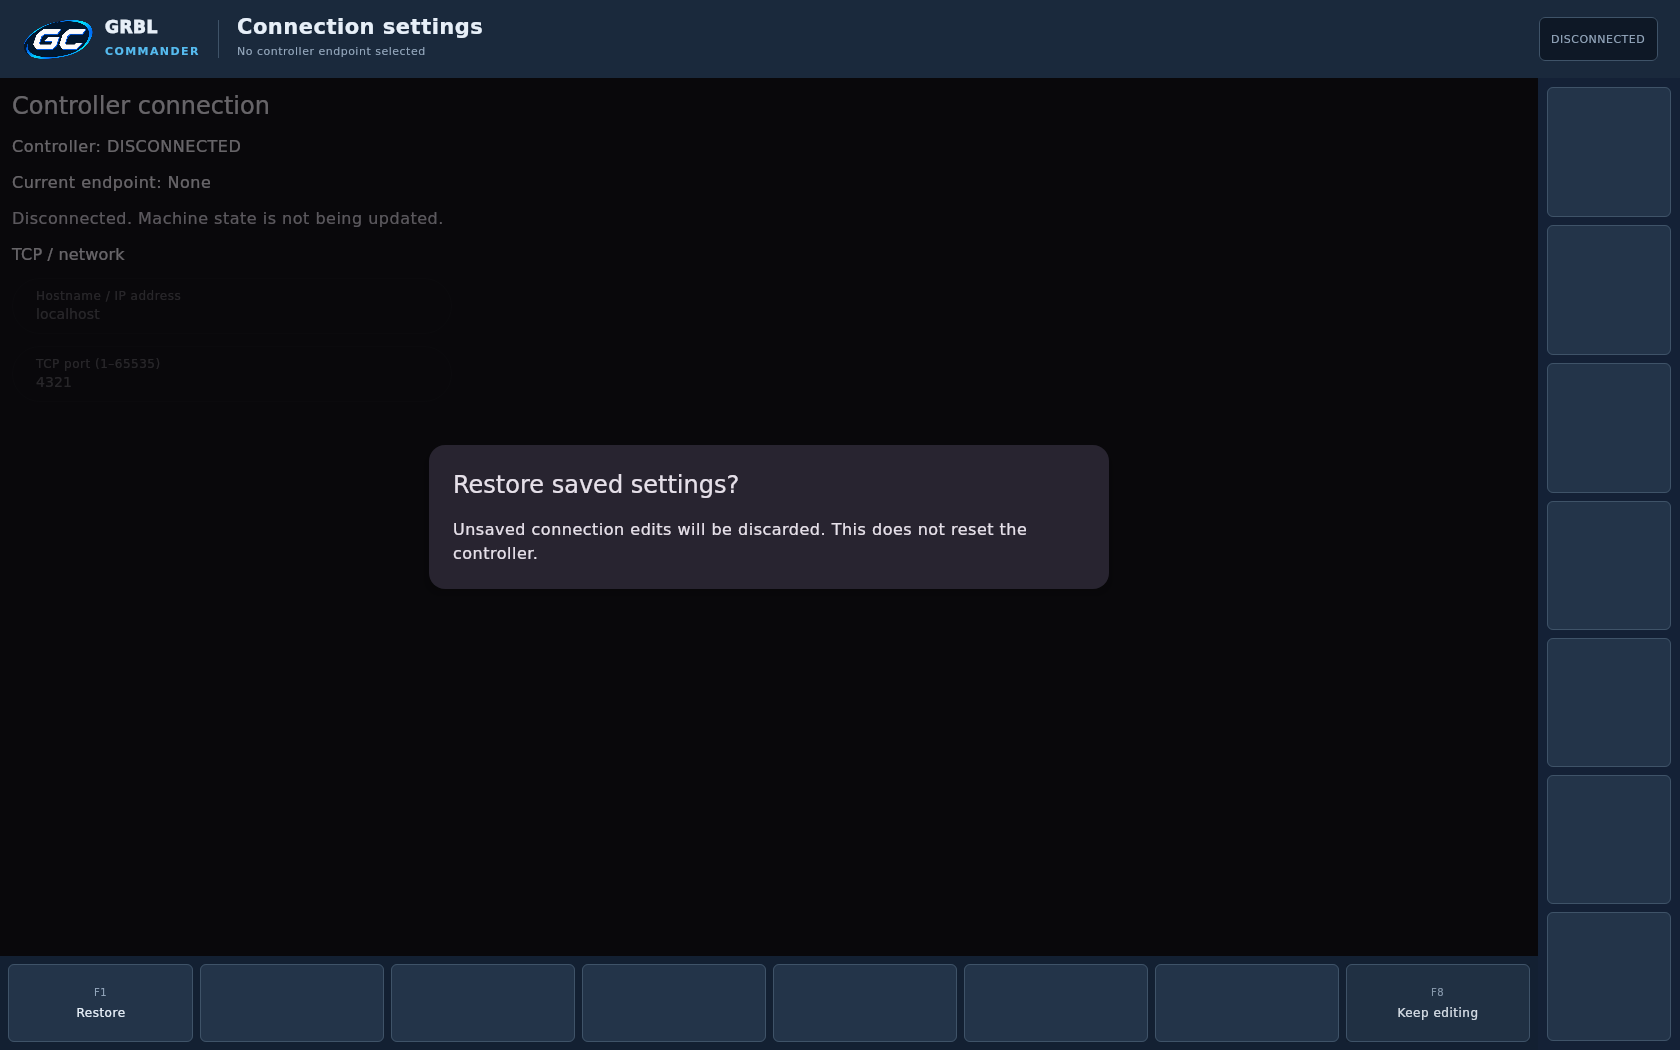 GC
GRBL
COMMANDER
Connection settings
No controller endpoint selected
DISCONNECTED
Controller connection
Controller: DISCONNECTED
Current endpoint: None
Disconnected. Machine state is not being updated.
TCP / network
Hostname / IP address
localhost
TCP port (1–65535)
4321
Restore saved settings?
Unsaved connection edits will be discarded. This does not reset the
controller.
F1
Restore
F8
Keep editing